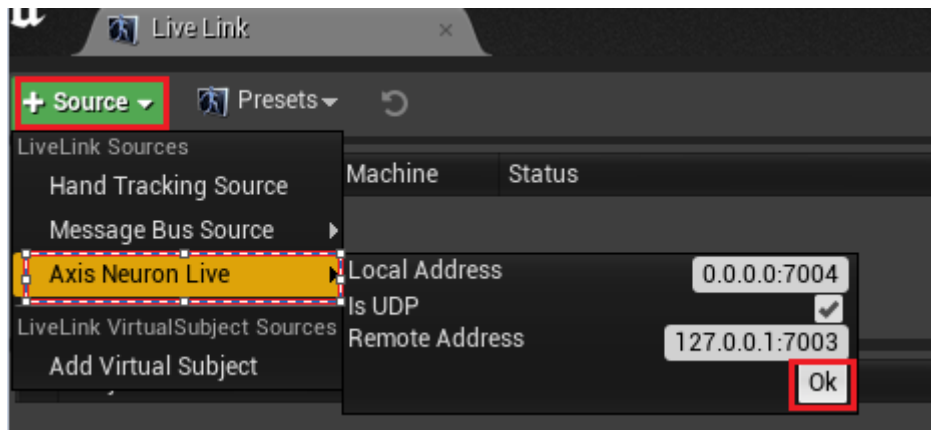 Live Link
+ Source Presets
LiveLink Sources
Hand Tracking Source
Machine Status
Message Bus Source
Axis Neuron Live
Local Address 0.0.0.0:7004
Is UDP
Remote Address 127.0.0.1:7003
Ok
LiveLink VirtualSubject Sources
Add Virtual Subject